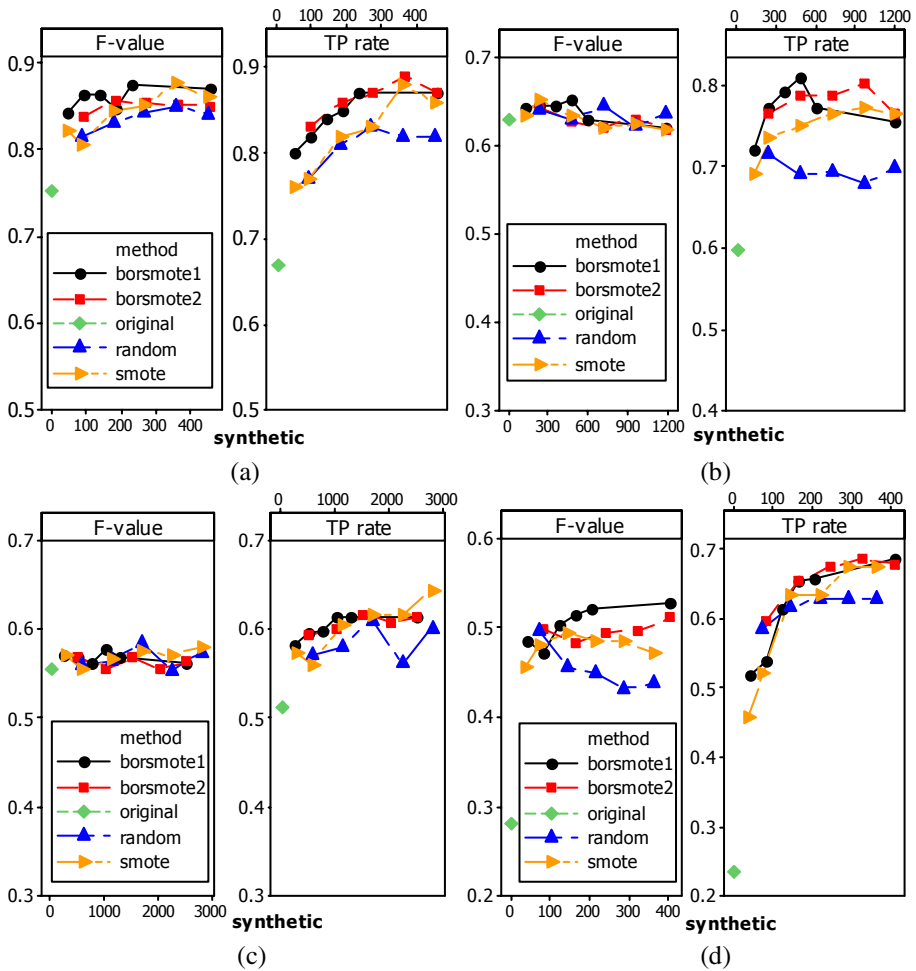 0 200 400
F-value TP rate
0.9
0.8
0.7
0.6
0.5
0.9
0.8
0.7
0.6
0.5
method
borsmote1
borsmote2
original
random
smote
0 100 200 300 400
synthetic
(a)
0 300 600 900 1200
F-value TP rate
0.7
0.6
0.5
0.4
0.3
0.8
0.7
0.6
0.5
0.4
method
borsmote1
borsmote2
original
random
smote
0 300 600 900 1200
synthetic
(b)
0 1000 2000 3000
F-value TP rate
0.7
0.6
0.5
0.4
0.3
0.7
0.6
0.5
0.4
0.3
method
borsmote1
borsmote2
original
random
smote
0 1000 2000 3000
synthetic
(c)
0 100 200 300 400
F-value TP rate
0.6
0.5
0.4
0.3
0.2
0.7
0.6
0.5
0.4
0.3
0.2
method
borsmote1
borsmote2
original
random
smote
0 100 200 300 400
synthetic
(d)